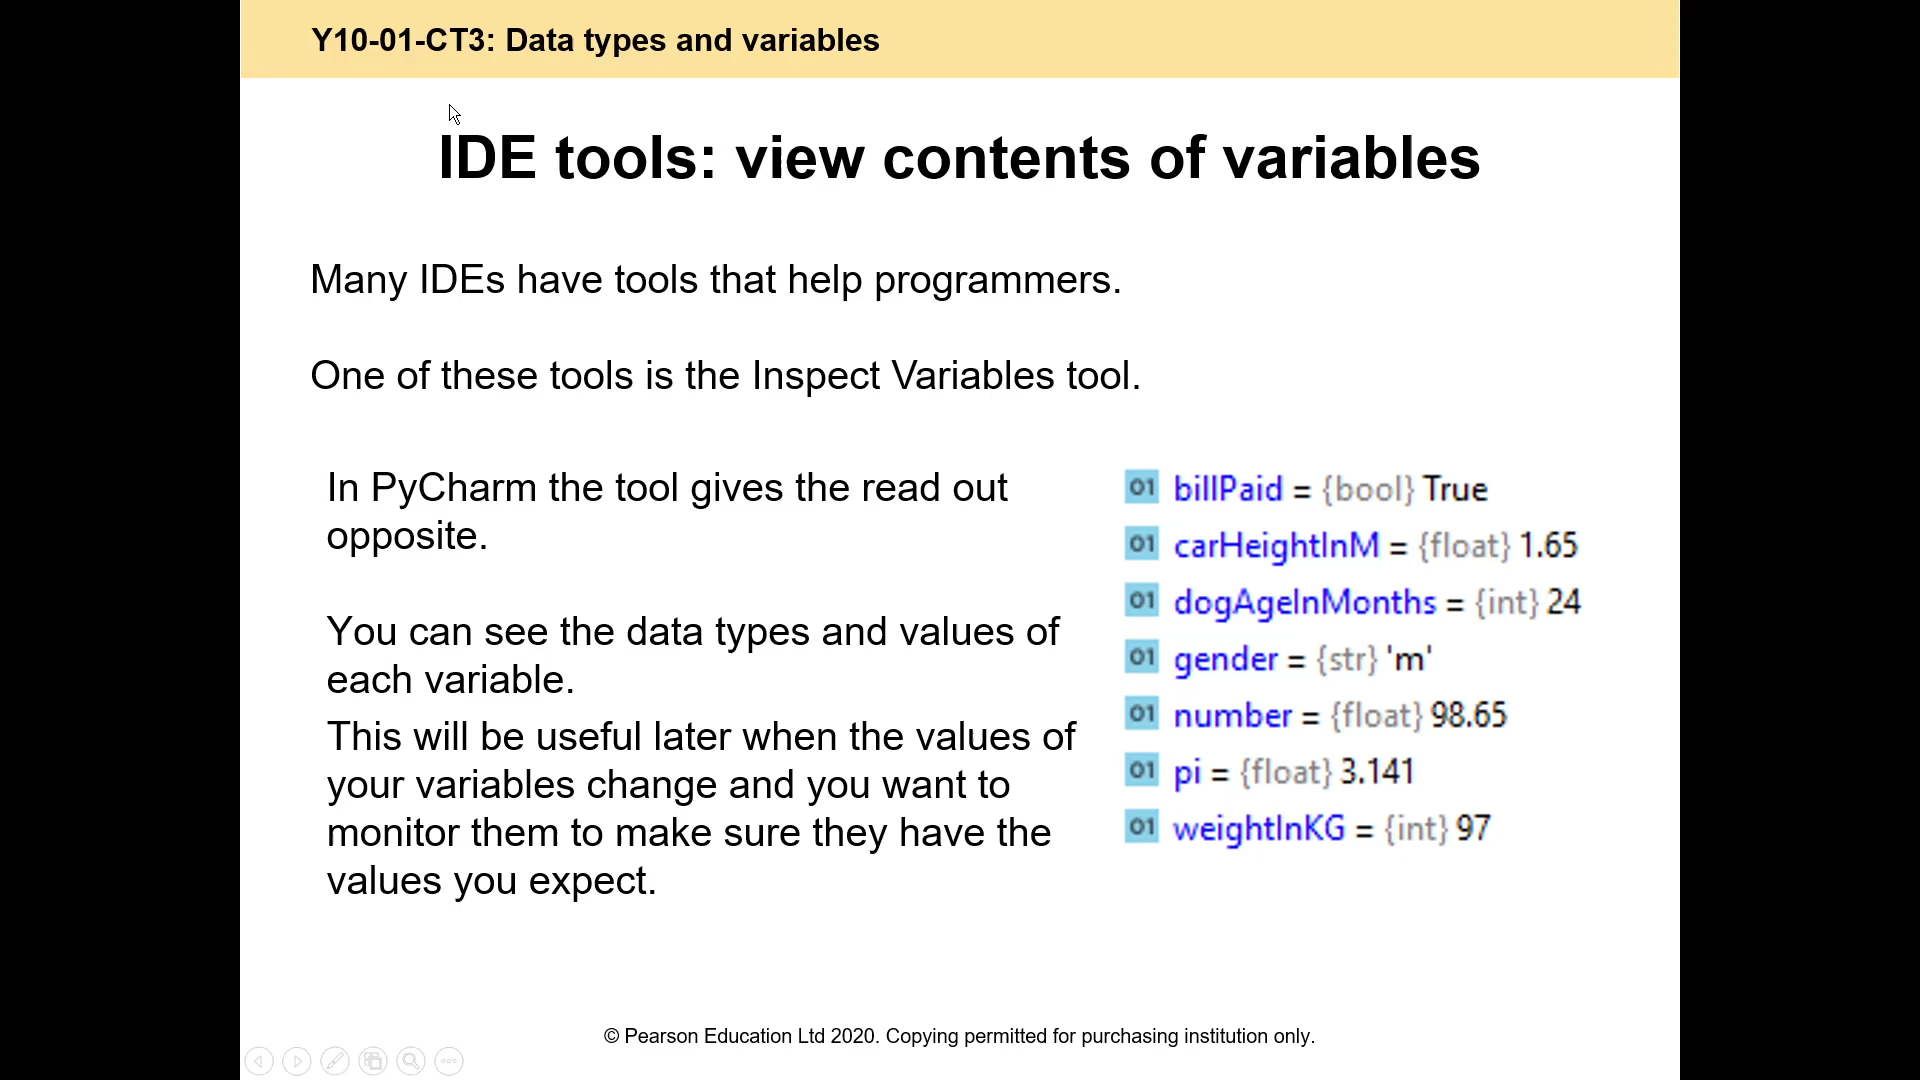 Y10-01-CT3: Data types and variables
IDE tools: view contents of variables
Many IDEs have tools that help programmers.
One of these tools is the Inspect Variables tool.
In PyCharm the tool gives the read out
opposite.
You can see the data types and values of
each variable.
This will be useful later when the values of
your variables change and you want to
monitor them to make sure they have the
values you expect.
01 billPaid = {bool} True
01 carHeightInM = {float} 1.65
01 dogAgeInMonths = {int} 24
01 gender = {str} 'm'
01 number = {float} 98.65
01 pi = {float} 3.141
01 weightInKG = {int} 97
© Pearson Education Ltd 2020. Copying permitted for purchasing institution only.